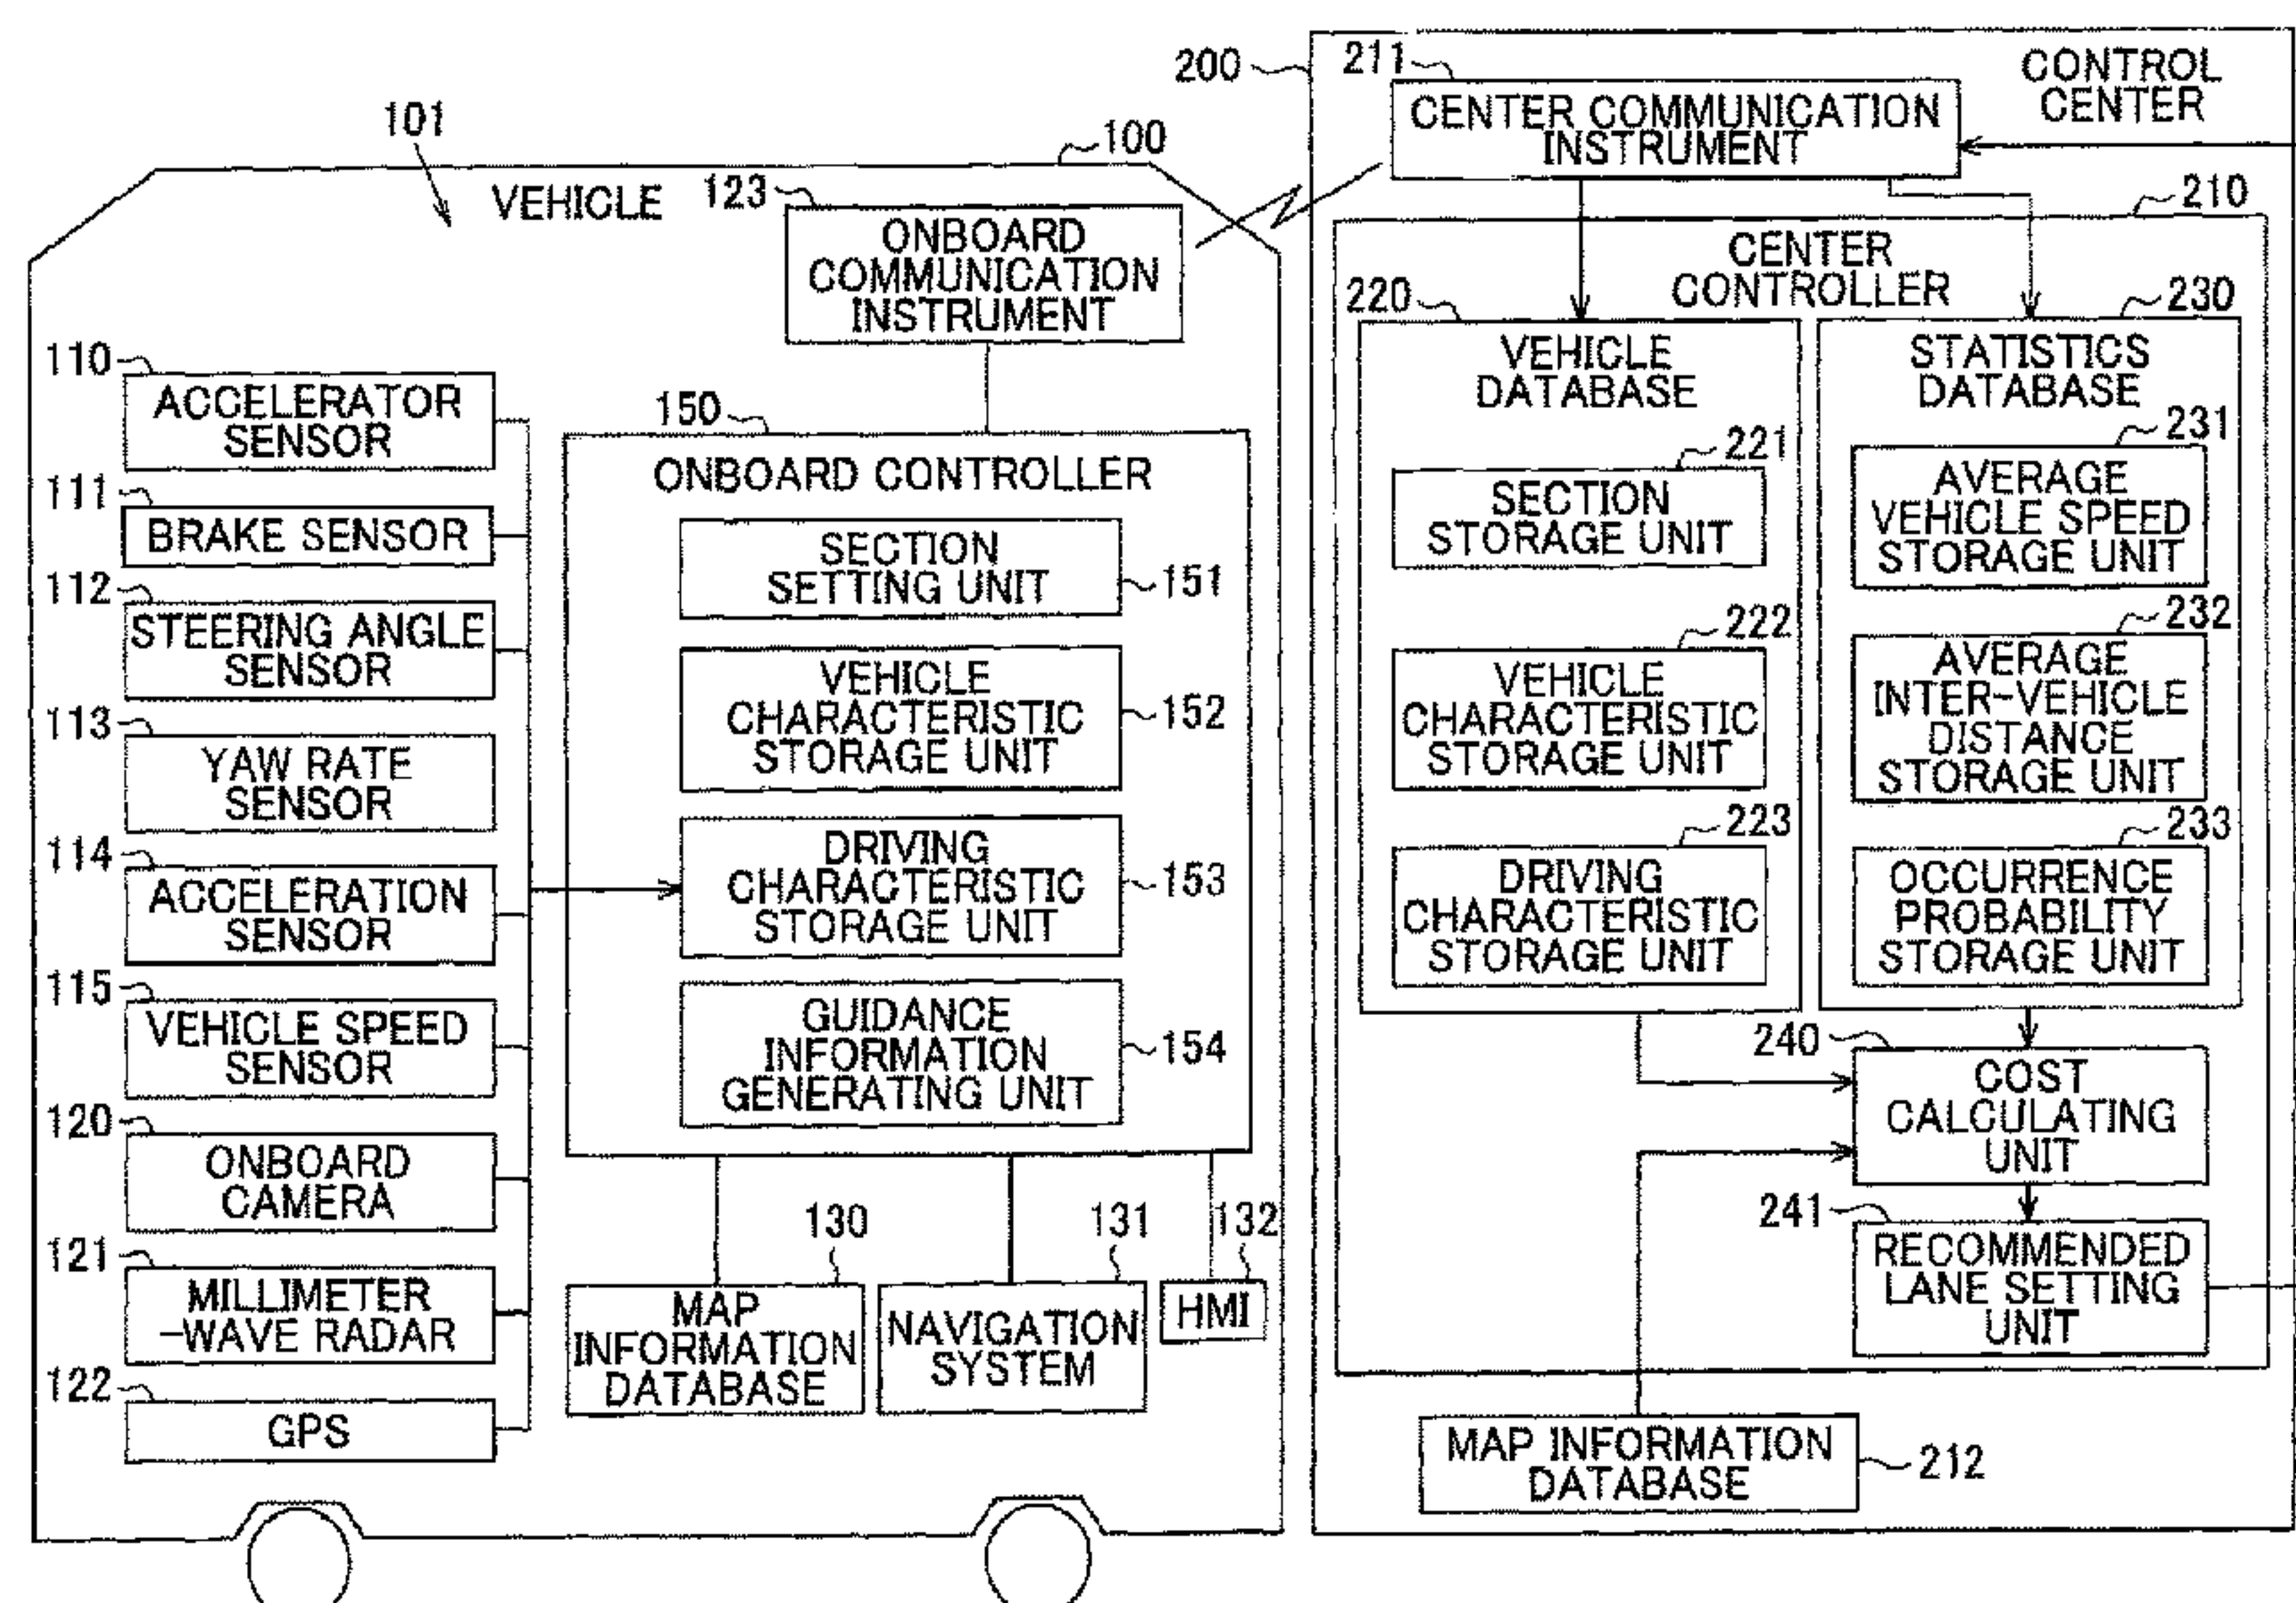 101
100
VEHICLE
123
ONBOARD
COMMUNICATION
INSTRUMENT
110
ACCELERATOR
SENSOR
111
BRAKE SENSOR
112
STEERING ANGLE
SENSOR
113
YAW RATE
SENSOR
114
ACCELERATION
SENSOR
115
VEHICLE SPEED
SENSOR
120
ONBOARD
CAMERA
121
MILLIMETER
-WAVE RADAR
122
GPS
150
ONBOARD CONTROLLER
SECTION
SETTING UNIT
151
VEHICLE
CHARACTERISTIC
STORAGE UNIT
152
DRIVING
CHARACTERISTIC
STORAGE UNIT
153
GUIDANCE
INFORMATION
GENERATING UNIT
154
130
MAP
INFORMATION
DATABASE
131
NAVIGATION
SYSTEM
132
HMI
200
CONTROL
CENTER
211
CENTER COMMUNICATION
INSTRUMENT
210
CENTER
CONTROLLER
220
VEHICLE
DATABASE
221
SECTION
STORAGE UNIT
222
VEHICLE
CHARACTERISTIC
STORAGE UNIT
223
DRIVING
CHARACTERISTIC
STORAGE UNIT
230
STATISTICS
DATABASE
231
AVERAGE
VEHICLE SPEED
STORAGE UNIT
232
AVERAGE
INTER-VEHICLE
DISTANCE
STORAGE UNIT
233
OCCURRENCE
PROBABILITY
STORAGE UNIT
240
COST
CALCULATING
UNIT
241
RECOMMENDED
LANE SETTING
UNIT
MAP INFORMATION
DATABASE
212